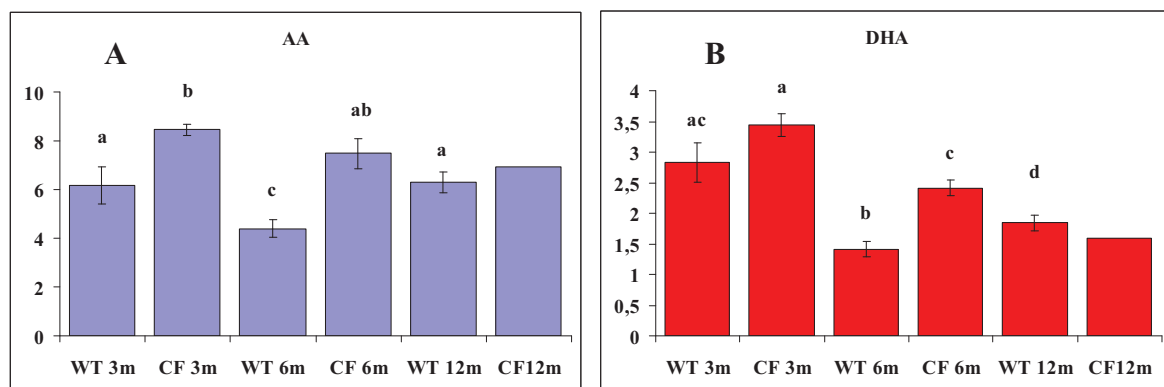 AA
A
10
8
6
4
2
0
a
b
c
ab
a
WT 3m CF 3m WT 6m CF 6m WT 12m CF12m
DHA
B
4
3,5
3
2,5
2
1,5
1
0,5
0
ac
a
b
c
d
WT 3m CF 3m WT 6m CF 6m WT 12m CF12m